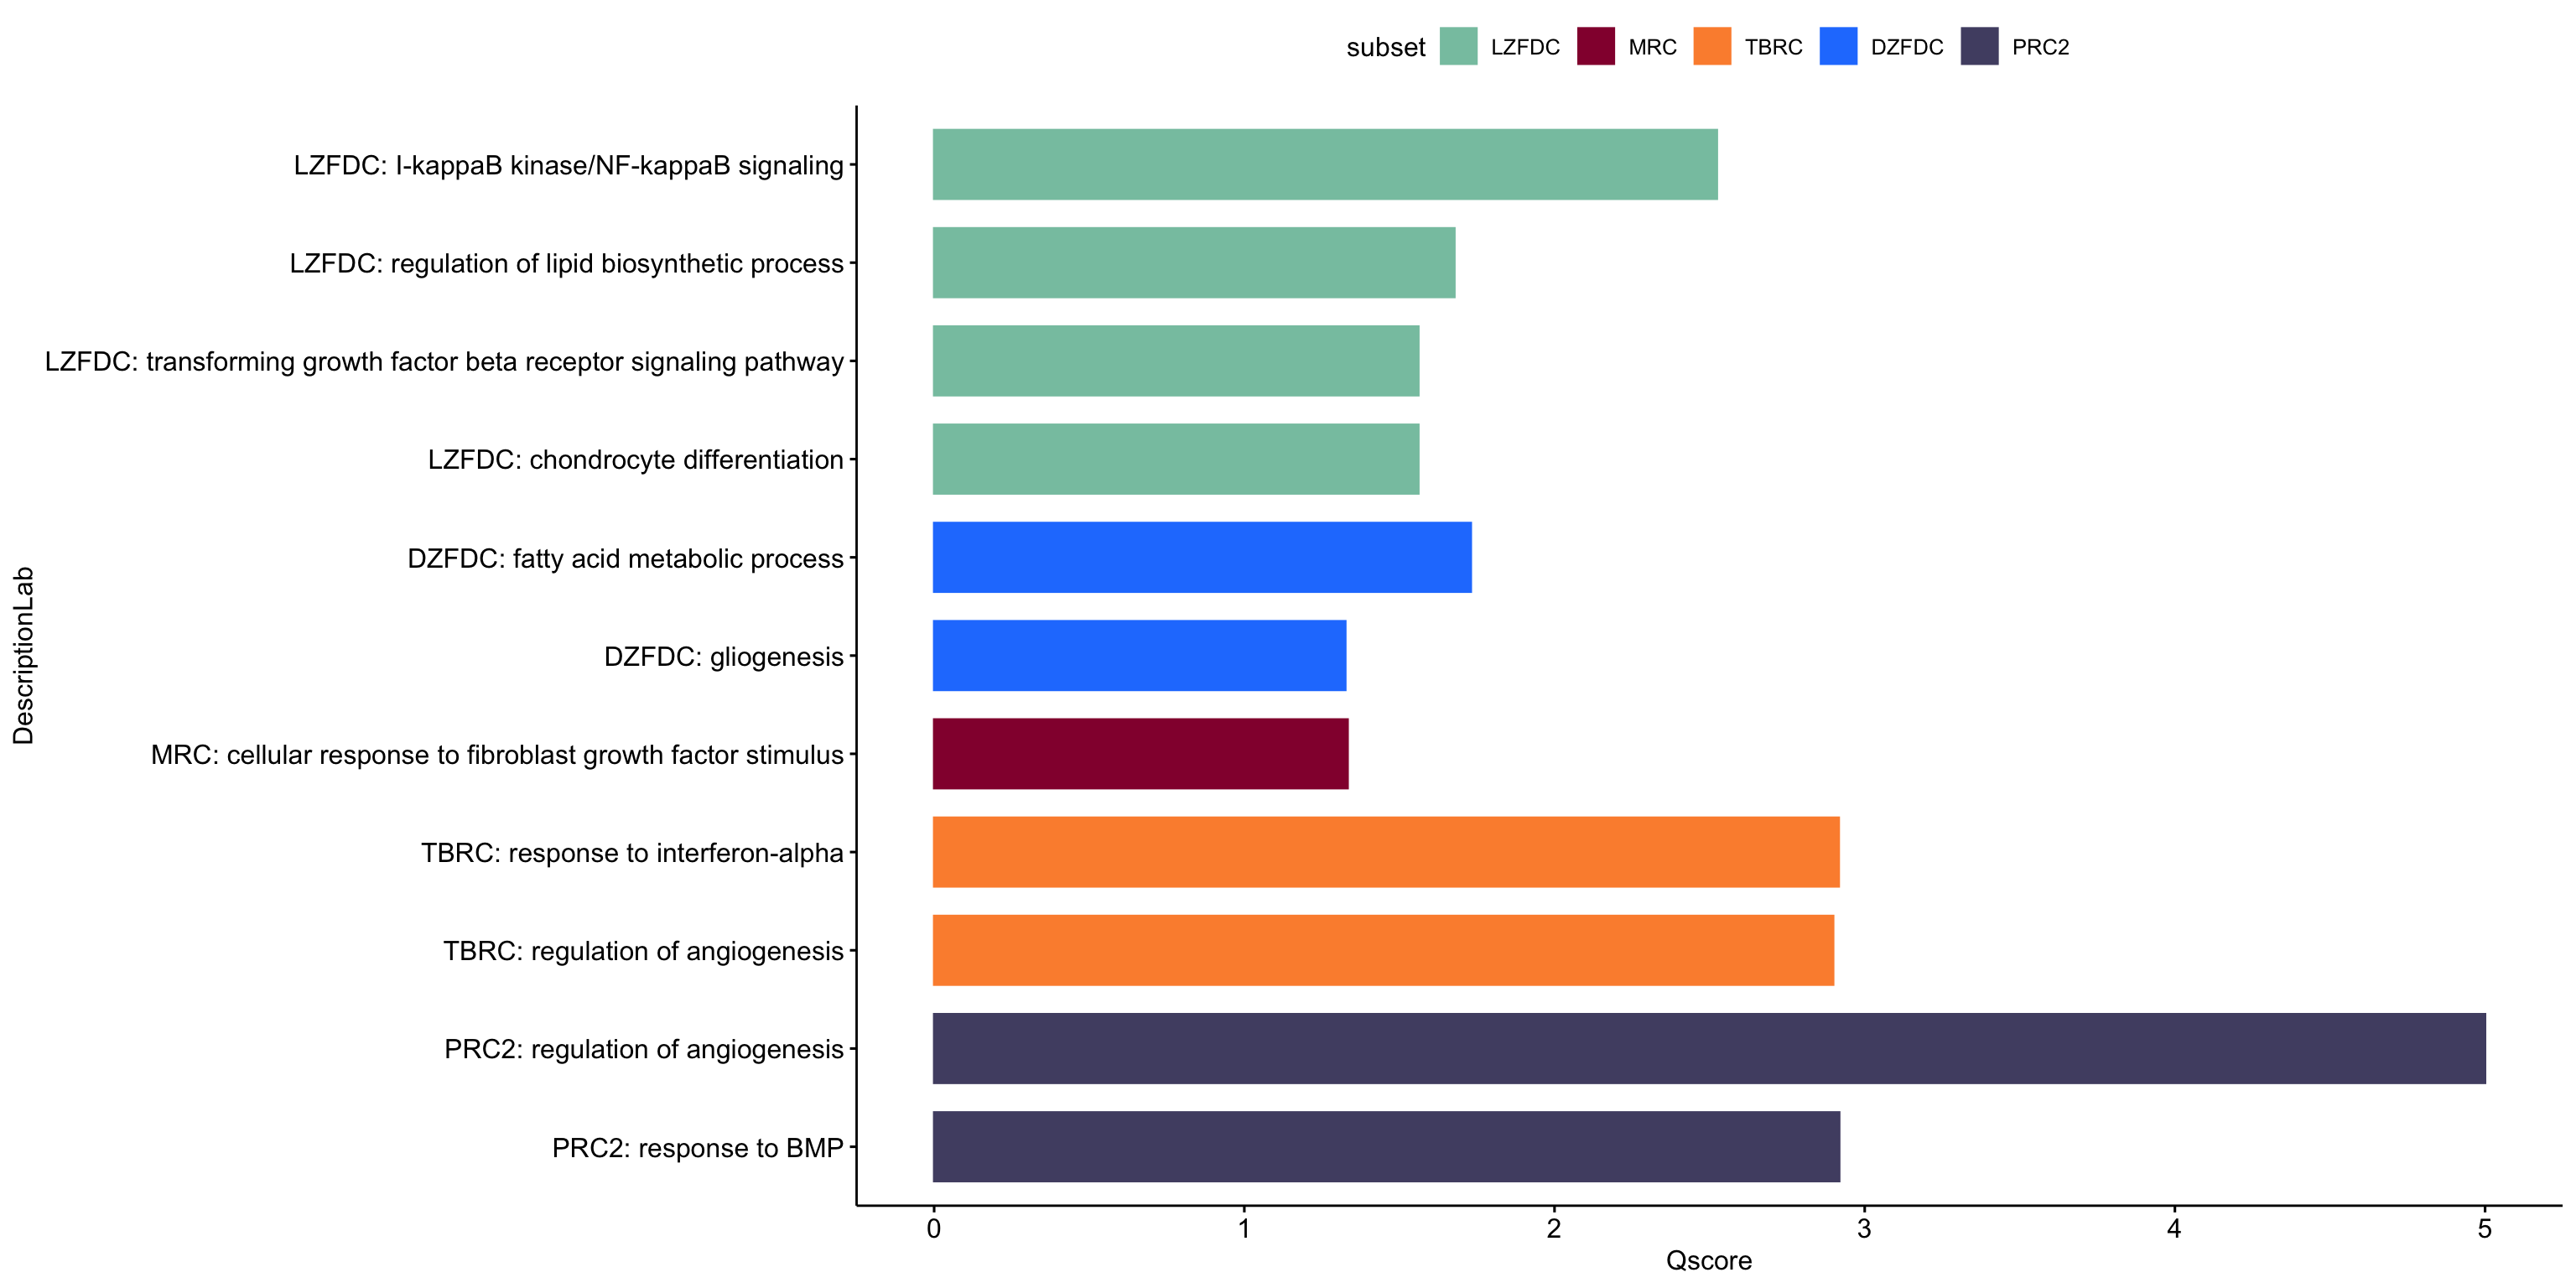 subset LZFDC MRC TBRC DZFDC PRC2
LZFDC: I-kappaB kinase/NF-kappaB signaling
LZFDC: regulation of lipid biosynthetic process
LZFDC: transforming growth factor beta receptor signaling pathway
LZFDC: chondrocyte differentiation
DZFDC: fatty acid metabolic process
DZFDC: gliogenesis
MRC: cellular response to fibroblast growth factor stimulus
TBRC: response to interferon-alpha
TBRC: regulation of angiogenesis
PRC2: regulation of angiogenesis
PRC2: response to BMP
DescriptionLab
0 1 2 3 4 5
Qscore